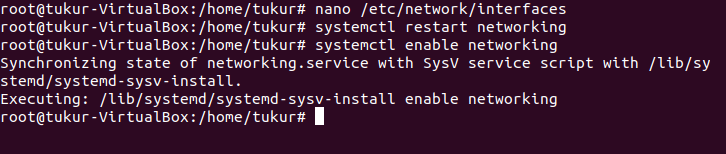 root@tukur-VirtualBox:/home/tukur# nano /etc/network/interfaces
root@tukur-VirtualBox:/home/tukur# systemctl restart networking
root@tukur-VirtualBox:/home/tukur# systemctl enable networking
Synchronizing state of networking.service with SysV service script with /lib/sy
stemd/systemd-sysv-install.
Executing: /lib/systemd/systemd-sysv-install enable networking
root@tukur-VirtualBox:/home/tukur#